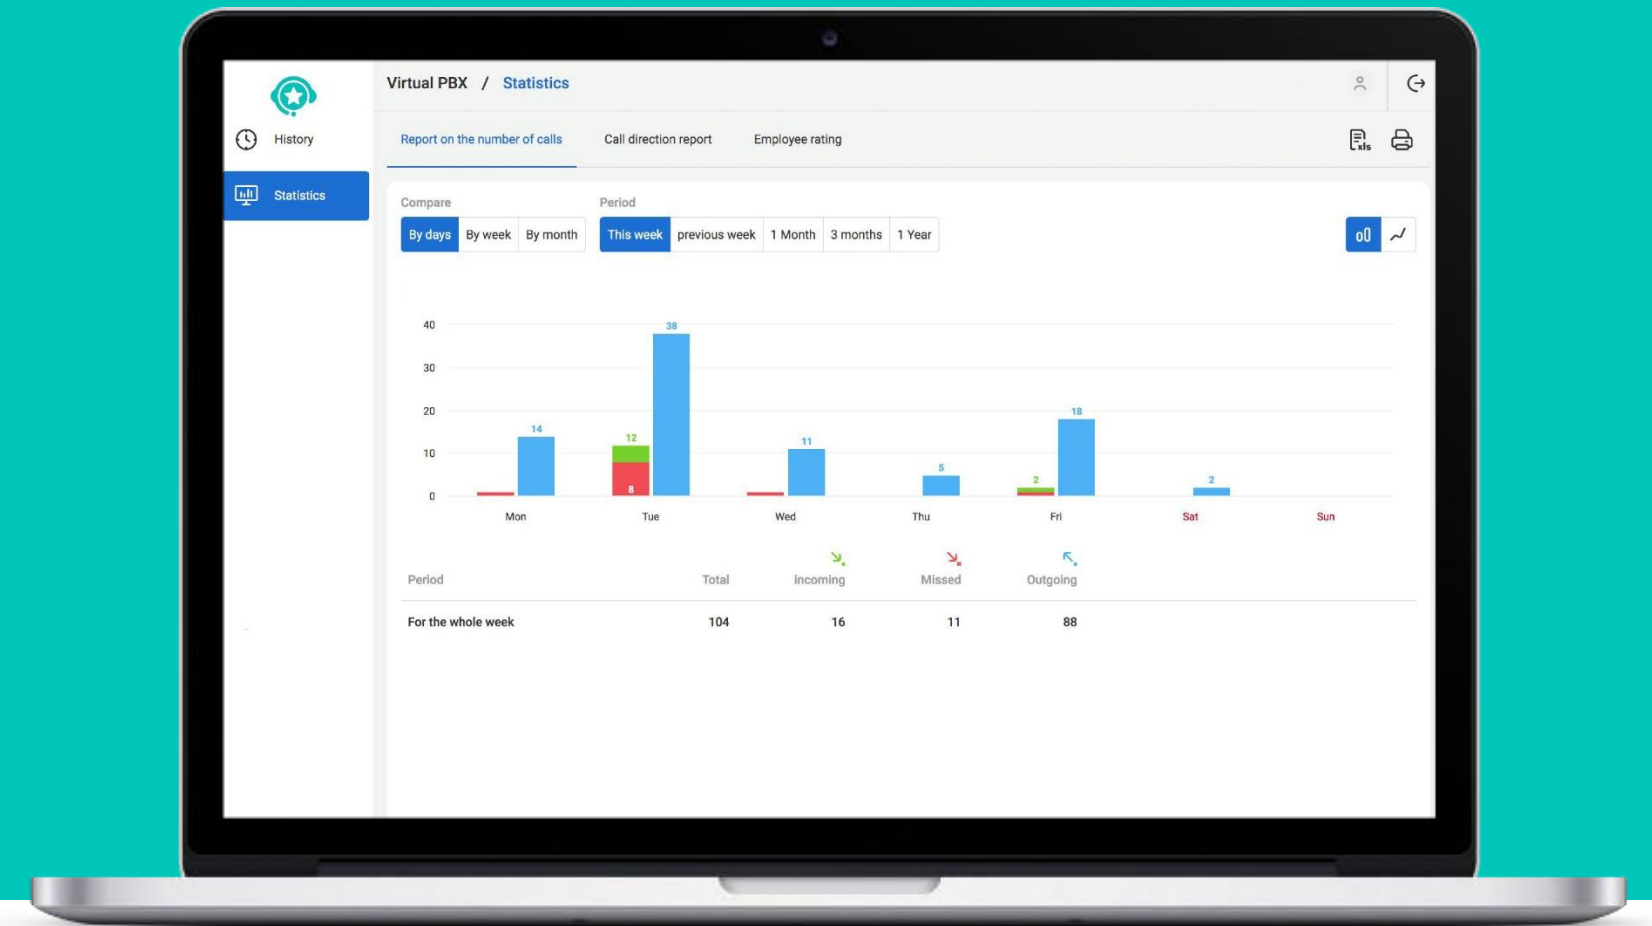 Virtual PBX / Statistics
History
Report on the number of calls
Call direction report
Employee rating
xls
Statistics
Compare
Period
By days
By week
By month
This week
previous week
1 Month
3 months
1 Year
40
30
20
10
0
14
12
8
38
11
5
2
18
2
Mon
Tue
Wed
Thu
Fri
Sat
Sun
Period
Total
incoming
Missed
Outgoing
For the whole week
104
16
11
88